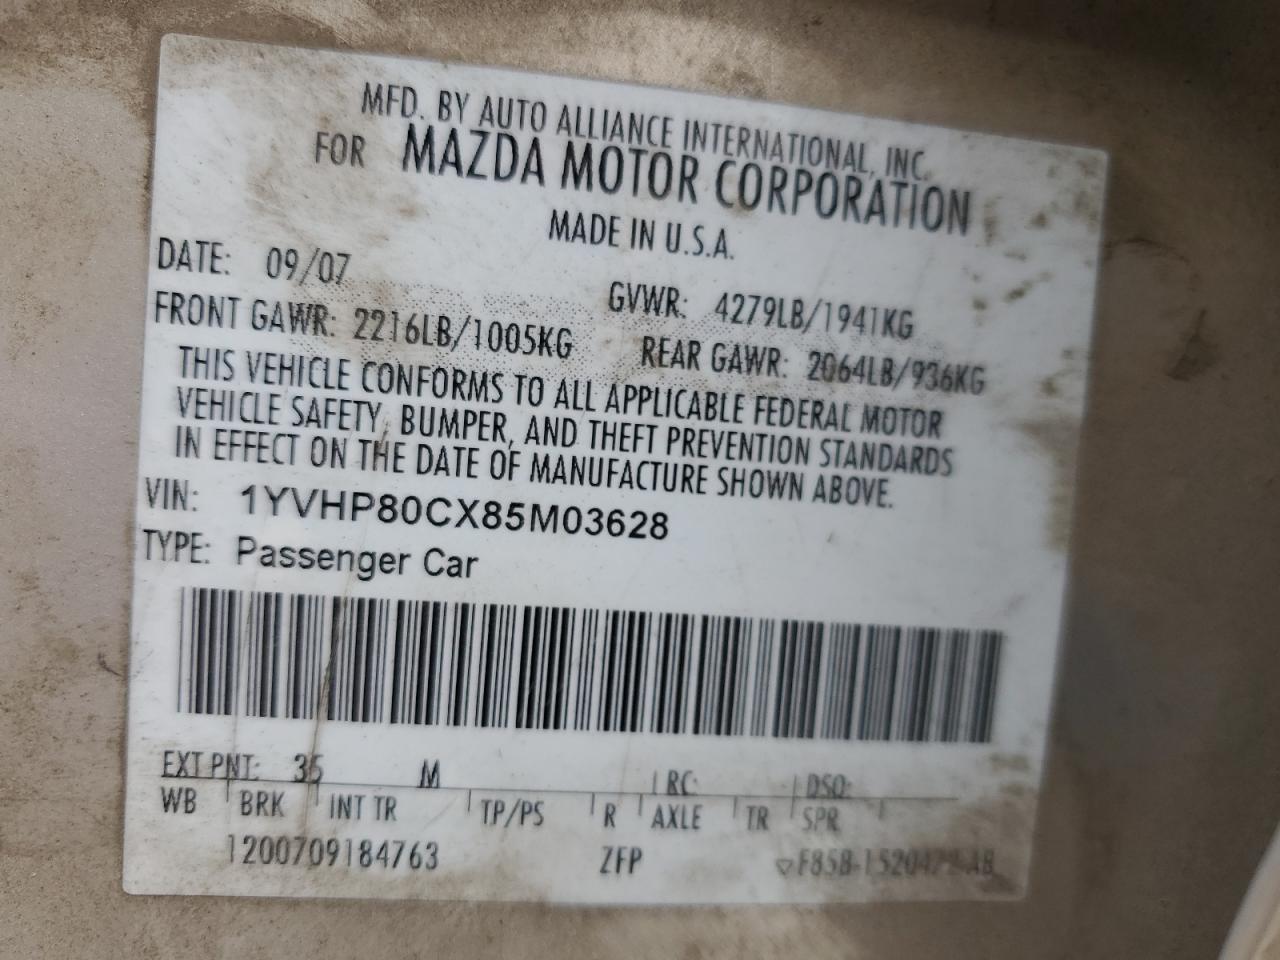 MFD. BY AUTO ALLIANCE INTERNATIONAL, INC.
FOR MAZDA MOTOR CORPORATION
MADE IN U.S.A.
DATE: 09/07 GVWR: 4279LB/1941KG
FRONT GAWR: 2216LB/1005KG REAR GAWR: 2064LB/936KG
THIS VEHICLE CONFORMS TO ALL APPLICABLE FEDERAL MOTOR
VEHICLE SAFETY, BUMPER, AND THEFT PREVENTION STANDARDS
IN EFFECT ON THE DATE OF MANUFACTURE SHOWN ABOVE.
VIN: 1YVHP80CX85M03628
TYPE: Passenger Car
EXT PNT: 35 M RC: DSO:
WB BRK INT TR TP/PS R AXLE TR SPR
1200709184763 ZFP